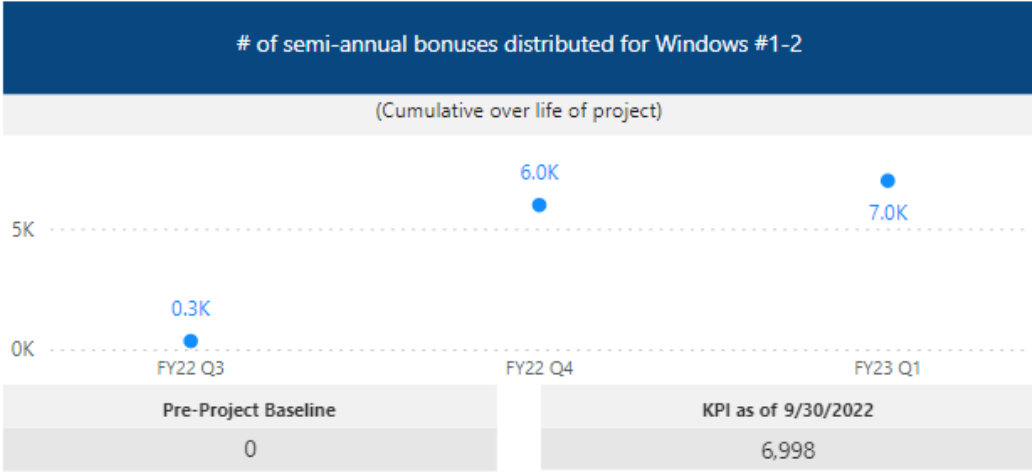 # of semi-annual bonuses distributed for Windows #1-2
(Cumulative over life of project)
6.0K
7.0K
5K
0.3K
0K
FY22 Q3 FY22 Q4 FY23 Q1
Pre-Project Baseline KPI as of 9/30/2022
0 6,998